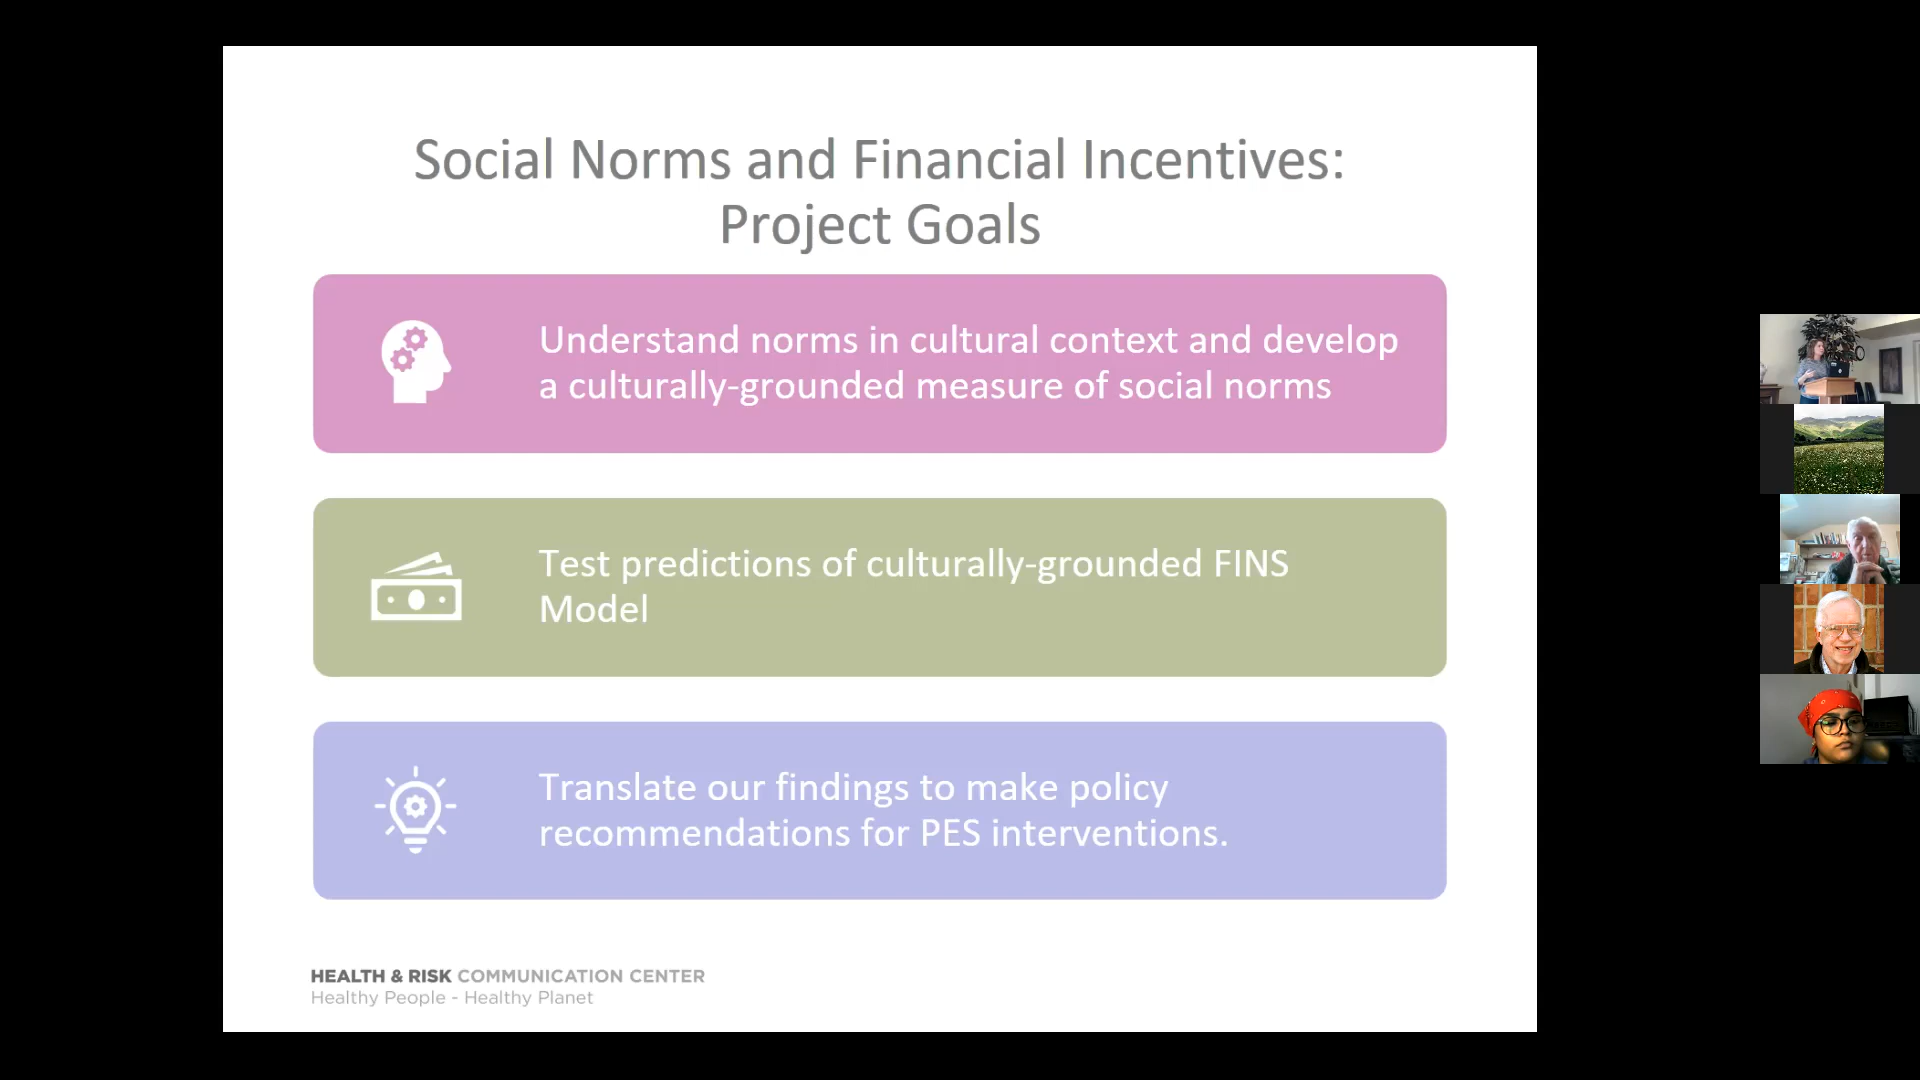 Social Norms and Financial Incentives:
Project Goals
Understand norms in cultural context and develop
a culturally-grounded measure of social norms
Test predictions of culturally-grounded FINS
Model
Translate our findings to make policy
recommendations for PES interventions.
HEALTH & RISK COMMUNICATION CENTER
Healthy People - Healthy Planet